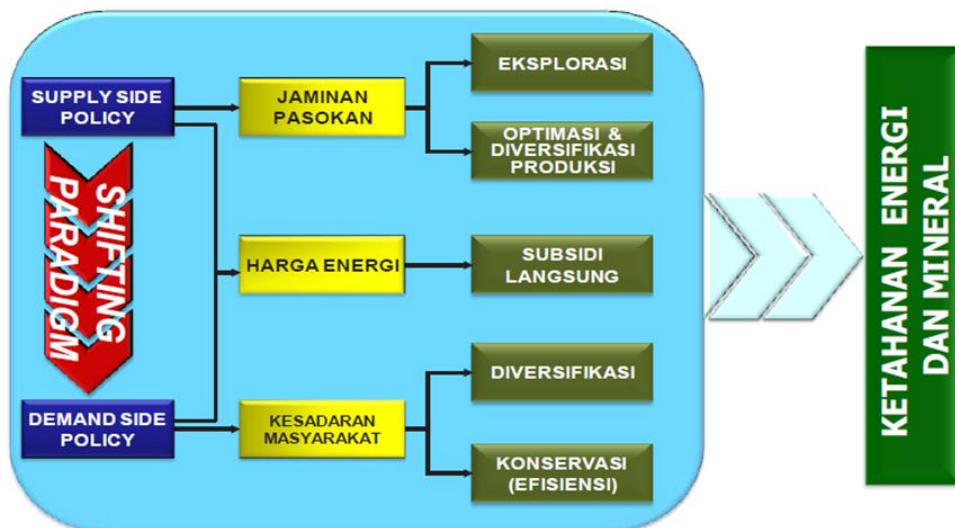 SUPPLY SIDE
POLICY
SHIFTING
PARADIGM
DEMAND SIDE
POLICY
JAMINAN
PASOKAN
HARGA ENERGI
KESADARAN
MASYARAKAT
EKSPLORASI
OPTIMASI &
DIVERSIFIKASI
PRODUKSI
SUBSIDI
LANGSUNG
DIVERSIFIKASI
KONSERVASI
(EFISIENSI)
KETAHANAN ENERGI
DAN MINERAL